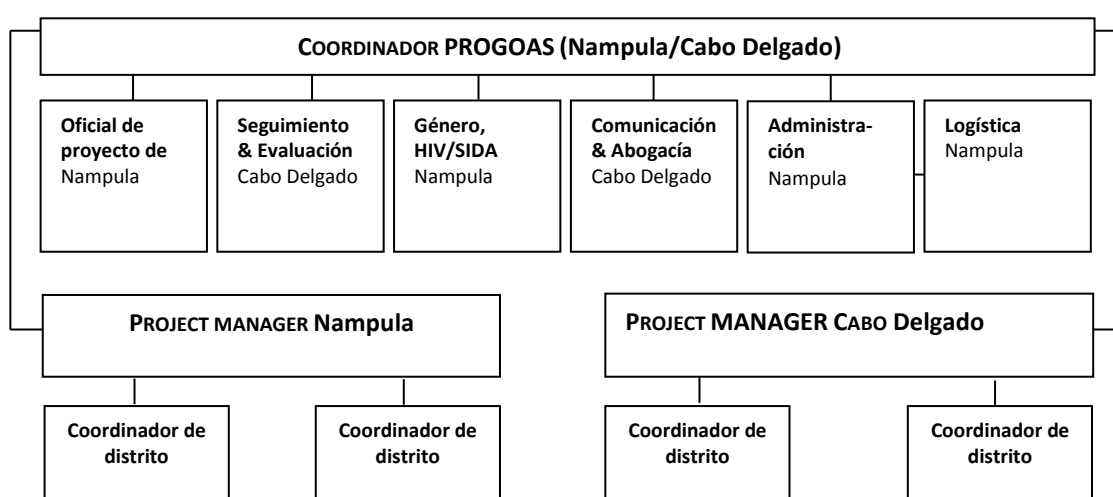 COORDINADOR PROGOAS (Nampula/Cabo Delgado)
Oficial de
proyecto de
Nampula
Seguimiento
& Evaluación
Cabo Delgado
Género,
HIV/SIDA
Nampula
Comunicación
& Abogacía
Cabo Delgado
Administra-
ción
Nampula
Logística
Nampula
PROJECT MANAGER Nampula
PROJECT MANAGER CABO Delgado
Coordinador de
distrito
Coordinador de
distrito
Coordinador de
distrito
Coordinador de
distrito